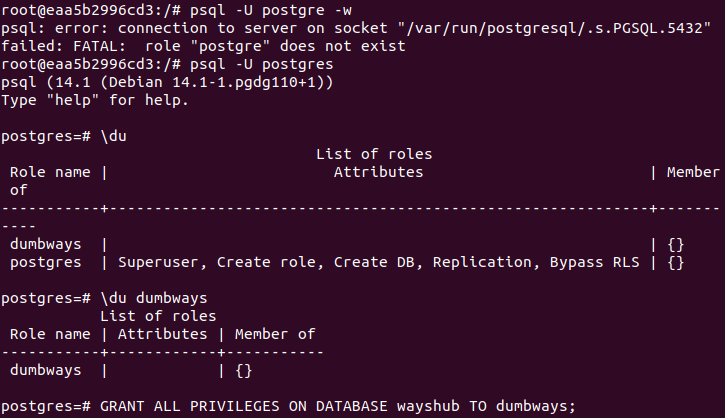 root@eaa5b2996cd3:/# psql -U postgre -w
psql: error: connection to server on socket "/var/run/postgresql/.s.PGSQL.5432"
failed: FATAL:  role "postgre" does not exist
root@eaa5b2996cd3:/# psql -U postgres
psql (14.1 (Debian 14.1-1.pgdg110+1))
Type "help" for help.

postgres=# \du
                                   List of roles
 Role name |                         Attributes                         | Member
 of
-----------+------------------------------------------------------------+-------
----
 dumbways  |                                                            | {}
 postgres  | Superuser, Create role, Create DB, Replication, Bypass RLS | {}

postgres=# \du dumbways
           List of roles
 Role name | Attributes | Member of
-----------+------------+-----------
 dumbways  |            | {}

postgres=# GRANT ALL PRIVILEGES ON DATABASE wayshub TO dumbways;